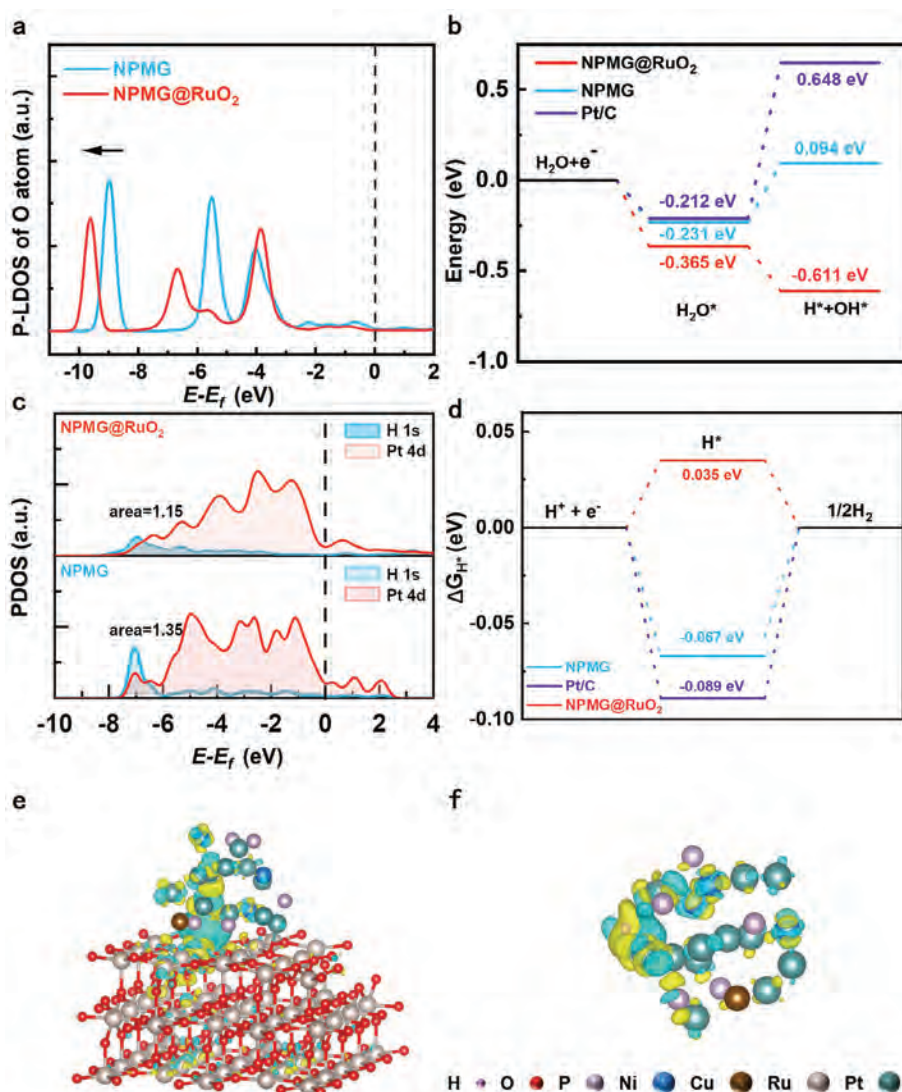 a
NPMG
NPMG@RuO₂
P-LDOS of O atom (a.u.)
-10 -8 -6 -4 -2 0 2
E-E_f (eV)
b
NPMG@RuO₂
NPMG
Pt/C
0.648 eV
0.094 eV
H₂O+e⁻
-0.212 eV
-0.231 eV
-0.365 eV
-0.611 eV
H₂O*
H*+OH*
Energy (eV)
0.5
0.0
-0.5
-1.0
c
NPMG@RuO₂
H 1s
Pt 4d
area=1.15
NPMG
H 1s
Pt 4d
area=1.35
PDOS (a.u.)
-10 -8 -6 -4 -2 0 2 4
E-E_f (eV)
d
0.05
0.00
-0.05
-0.10
ΔG_H* (eV)
H*
0.035 eV
H⁺ + e⁻
1/2H₂
-0.067 eV
-0.089 eV
NPMG
Pt/C
NPMG@RuO₂
e
f
H O P Ni Cu Ru Pt